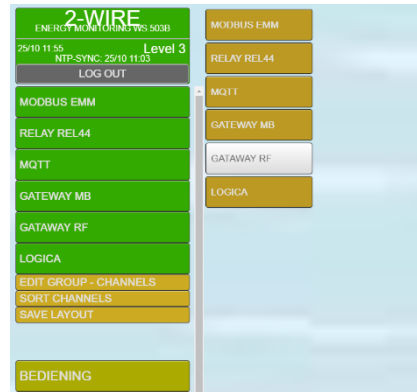 2-WIRE
ENERGY MONITORING WS.503B
25/10 11:55 Level 3
NTP-SYNC: 25/10 11:03
LOG OUT
MODBUS EMM
RELAY REL44
MQTT
GATEWAY MB
GATAWAY RF
LOGICA
EDIT GROUP - CHANNELS
SORT CHANNELS
SAVE LAYOUT
BEDIENING
MODBUS EMM
RELAY REL44
MQTT
GATEWAY MB
GATAWAY RF
LOGICA